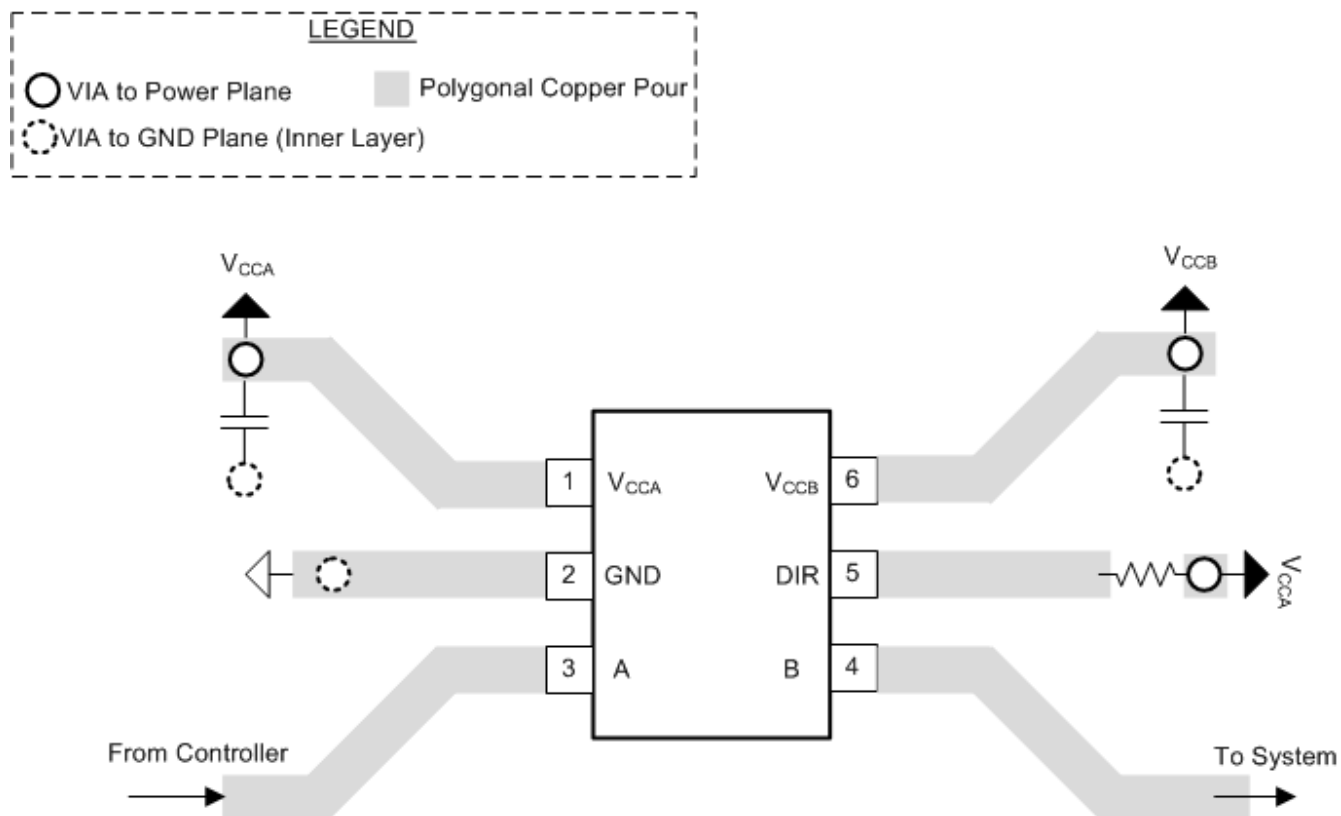 LEGEND
VIA to Power Plane
Polygonal Copper Pour
VIA to GND Plane (Inner Layer)
VCCA
VCCB
1
VCCA
VCCB
6
2
GND
DIR
5
VCCA
3
A
B
4
From Controller
To System